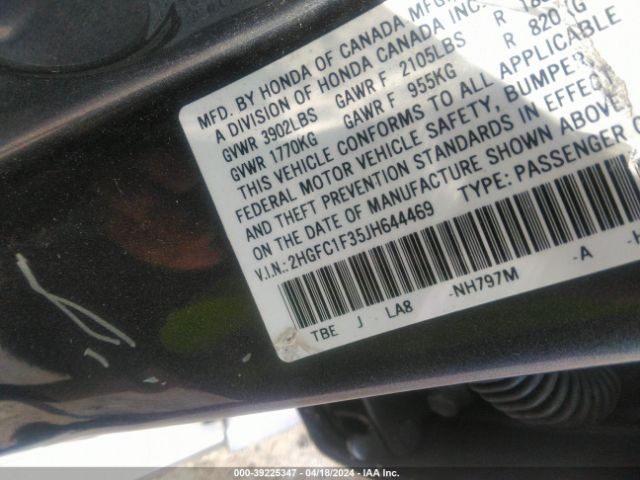 MFD. BY HONDA OF CANADA MFG.
A DIVISION OF HONDA CANADA INC.
GVWR 3902LBS GAWR F 2105LBS R
GVWR 1770KG GAWR F 955KG R 820 KG
THIS VEHICLE CONFORMS TO ALL APPLICABLE
FEDERAL MOTOR VEHICLE SAFETY, BUMPER
AND THEFT PREVENTION STANDARDS IN EFFECT
ON THE DATE OF MANUFACTURE SHOWN ABOVE.
V.I.N.:2HGFC1F35JH644469 TYPE: PASSENGER
TBE J LA8 -NH797M -A
000-39225347 - 04/18/2024 - IAA Inc.